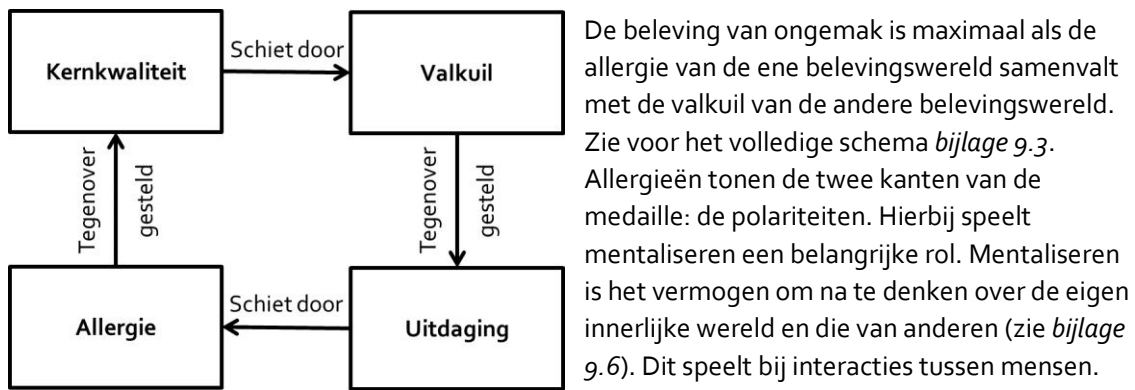 Kernkwaliteit
Schiet door
Valkuil
Tegenover
gesteld
Tegenover
gesteld
Allergie
Schiet door
Uitdaging
De beleving van ongemak is maximaal als de
allergie van de ene belevingswereld samenvalt
met de valkuil van de andere belevingswereld.
Zie voor het volledige schema bijlage 9.3.
Allergieën tonen de twee kanten van de
medaille: de polariteiten. Hierbij speelt
mentaliseren een belangrijke rol. Mentaliseren
is het vermogen om na te denken over de eigen
innerlijke wereld en die van anderen (zie bijlage
9.6). Dit speelt bij interacties tussen mensen.